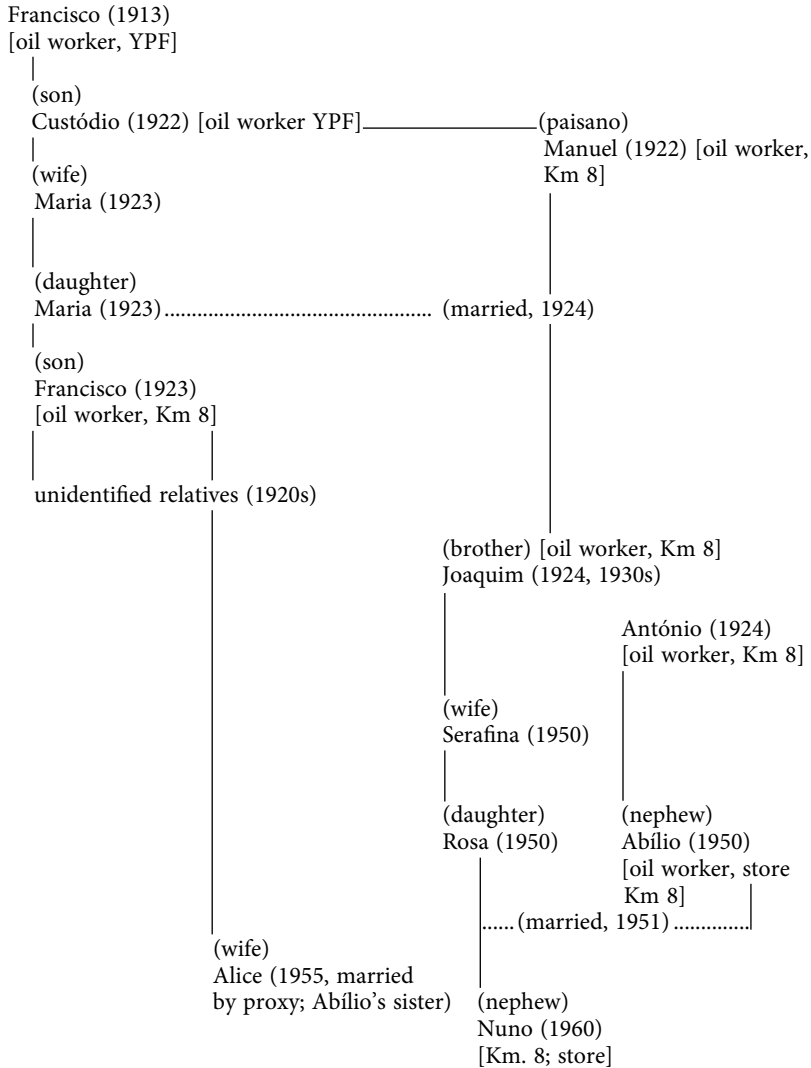 Francisco (1913)
[oil worker, YPF]
(son)
Custódio (1922) [oil worker YPF]
(paisano)
Manuel (1922) [oil worker,
Km 8]
(wife)
Maria (1923)
(daughter)
Maria (1923) ................................................. (married, 1924)
(son)
Francisco (1923)
[oil worker, Km 8]
unidentified relatives (1920s)
(brother) [oil worker, Km 8]
Joaquim (1924, 1930s)
António (1924)
[oil worker, Km 8]
(wife)
Serafina (1950)
(daughter)
Rosa (1950)
(nephew)
Abílio (1950)
[oil worker, store
Km 8]
...... (married, 1951) ..............
(wife)
Alice (1955, married
by proxy; Abílio's sister)
(nephew)
Nuno (1960)
[Km. 8; store]